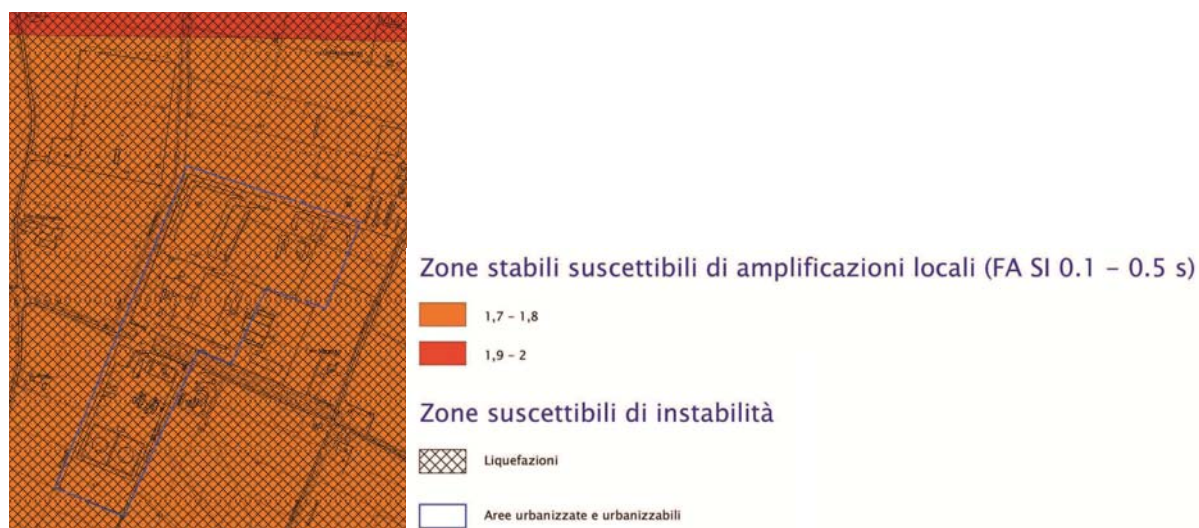 Zone stabili suscettibili di amplificazioni locali (FA SI 0.1 – 0.5 s)
1,7 – 1,8
1,9 – 2
Zone suscettibili di instabilità
Liquefazioni
Aree urbanizzate e urbanizzabili